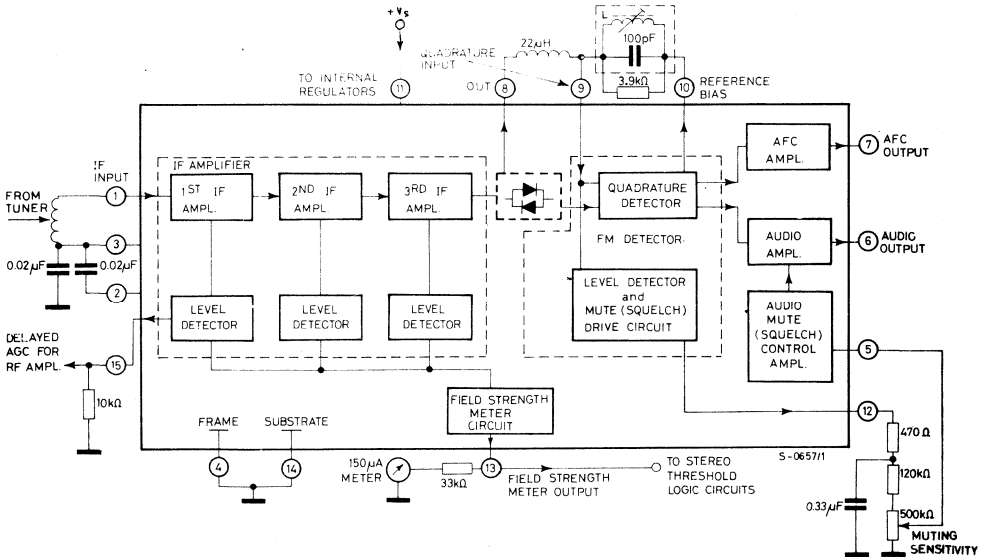 +Vs
L
100pF
22µH
QUADRATURE
INPUT
3.9kΩ
TO INTERNAL
REGULATORS
11
OUT
8
9
10
REFERENCE
BIAS
IF
INPUT
IF AMPLIFIER
AFC
AMPL.
7
AFC
OUTPUT
FROM
TUNER
1
1ST IF
AMPL.
2ND IF
AMPL.
3RD IF
AMPL.
QUADRATURE
DETECTOR
3
FM DETECTOR
AUDIO
AMPL.
6
AUDIO
OUTPUT
0.02µF
0.02µF
2
LEVEL
DETECTOR
LEVEL
DETECTOR
LEVEL
DETECTOR
LEVEL DETECTOR
and
MUTE (SQUELCH)
DRIVE CIRCUIT
AUDIO
MUTE
(SQUELCH)
CONTROL
AMPL.
5
DELAYED
AGC FOR
RF AMPL.
15
10kΩ
FIELD STRENGTH
METER
CIRCUIT
12
FRAME
SUBSTRATE
470Ω
S-0657/1
4
14
150µA
METER
33kΩ
13
FIELD STRENGTH
METER OUTPUT
TO STEREO
THRESHOLD
LOGIC CIRCUITS
120kΩ
0.33µF
500kΩ
MUTING
SENSITIVITY